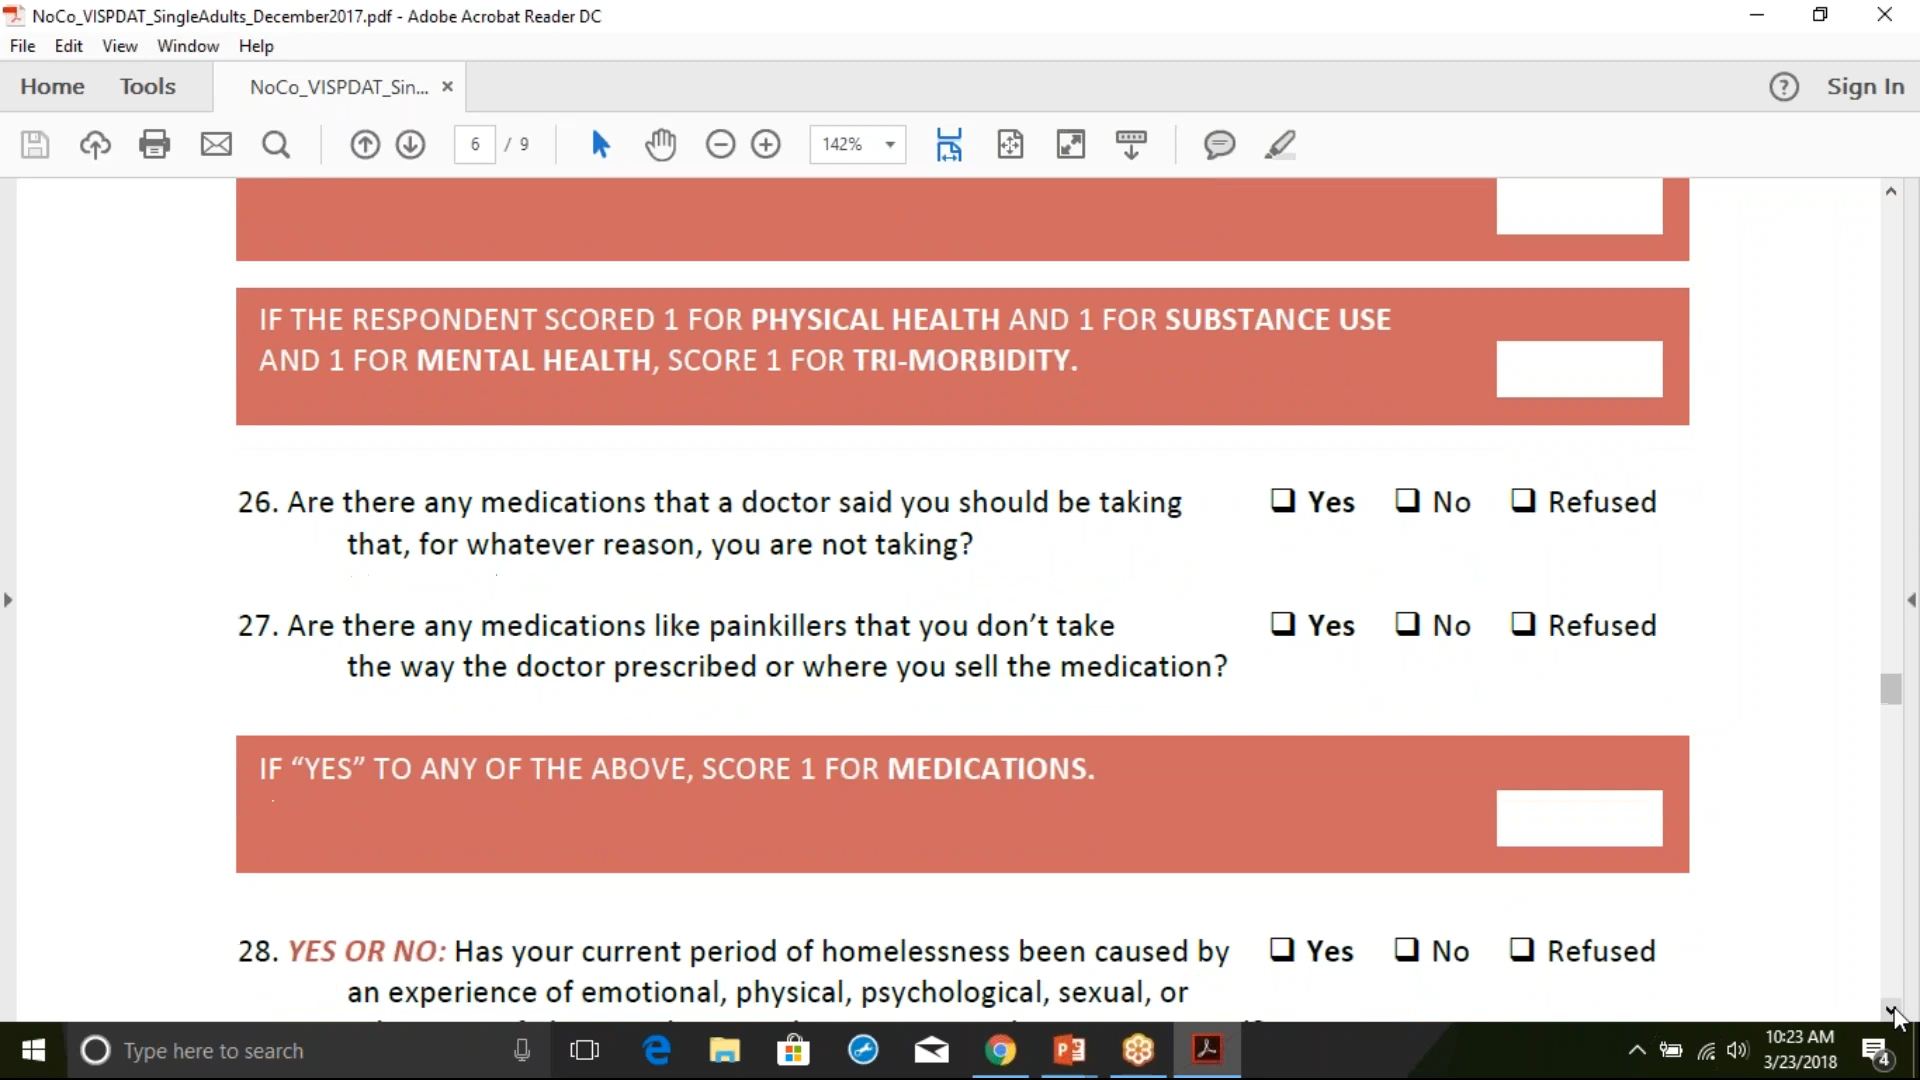 NoCo_VISPDAT_SingleAdults_December2017.pdf - Adobe Acrobat Reader DC
File Edit View Window Help
Home Tools NoCo_VISPDAT_Sin... × Sign In
6 / 9 142%
IF THE RESPONDENT SCORED 1 FOR PHYSICAL HEALTH AND 1 FOR SUBSTANCE USE
AND 1 FOR MENTAL HEALTH, SCORE 1 FOR TRI-MORBIDITY.
26. Are there any medications that a doctor said you should be taking ❑ Yes ❑ No ❑ Refused
that, for whatever reason, you are not taking?
27. Are there any medications like painkillers that you don’t take ❑ Yes ❑ No ❑ Refused
the way the doctor prescribed or where you sell the medication?
IF “YES” TO ANY OF THE ABOVE, SCORE 1 FOR MEDICATIONS.
28. YES OR NO: Has your current period of homelessness been caused by ❑ Yes ❑ No ❑ Refused
an experience of emotional, physical, psychological, sexual, or
Type here to search
10:23 AM
3/23/2018
4